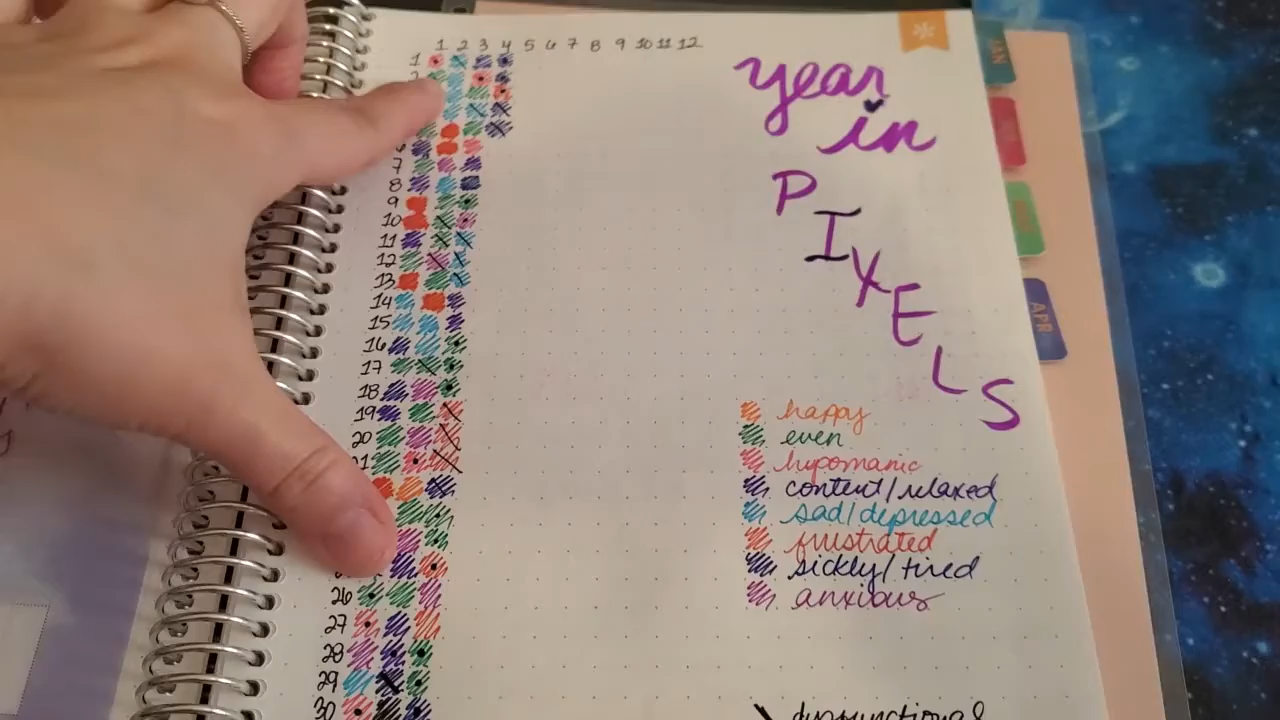 1 2 3 4 5 6 7 8 9 10 11 12
1
year
in
PIXELS
7
8
9
10
11
12
13
14
15
16
17
18
19
20
26
27
28
29
30
happy
even
hypomanic
content/relaxed
sad/depressed
frustrated
sickly/tired
anxious
dysfunctional
JAN
APR